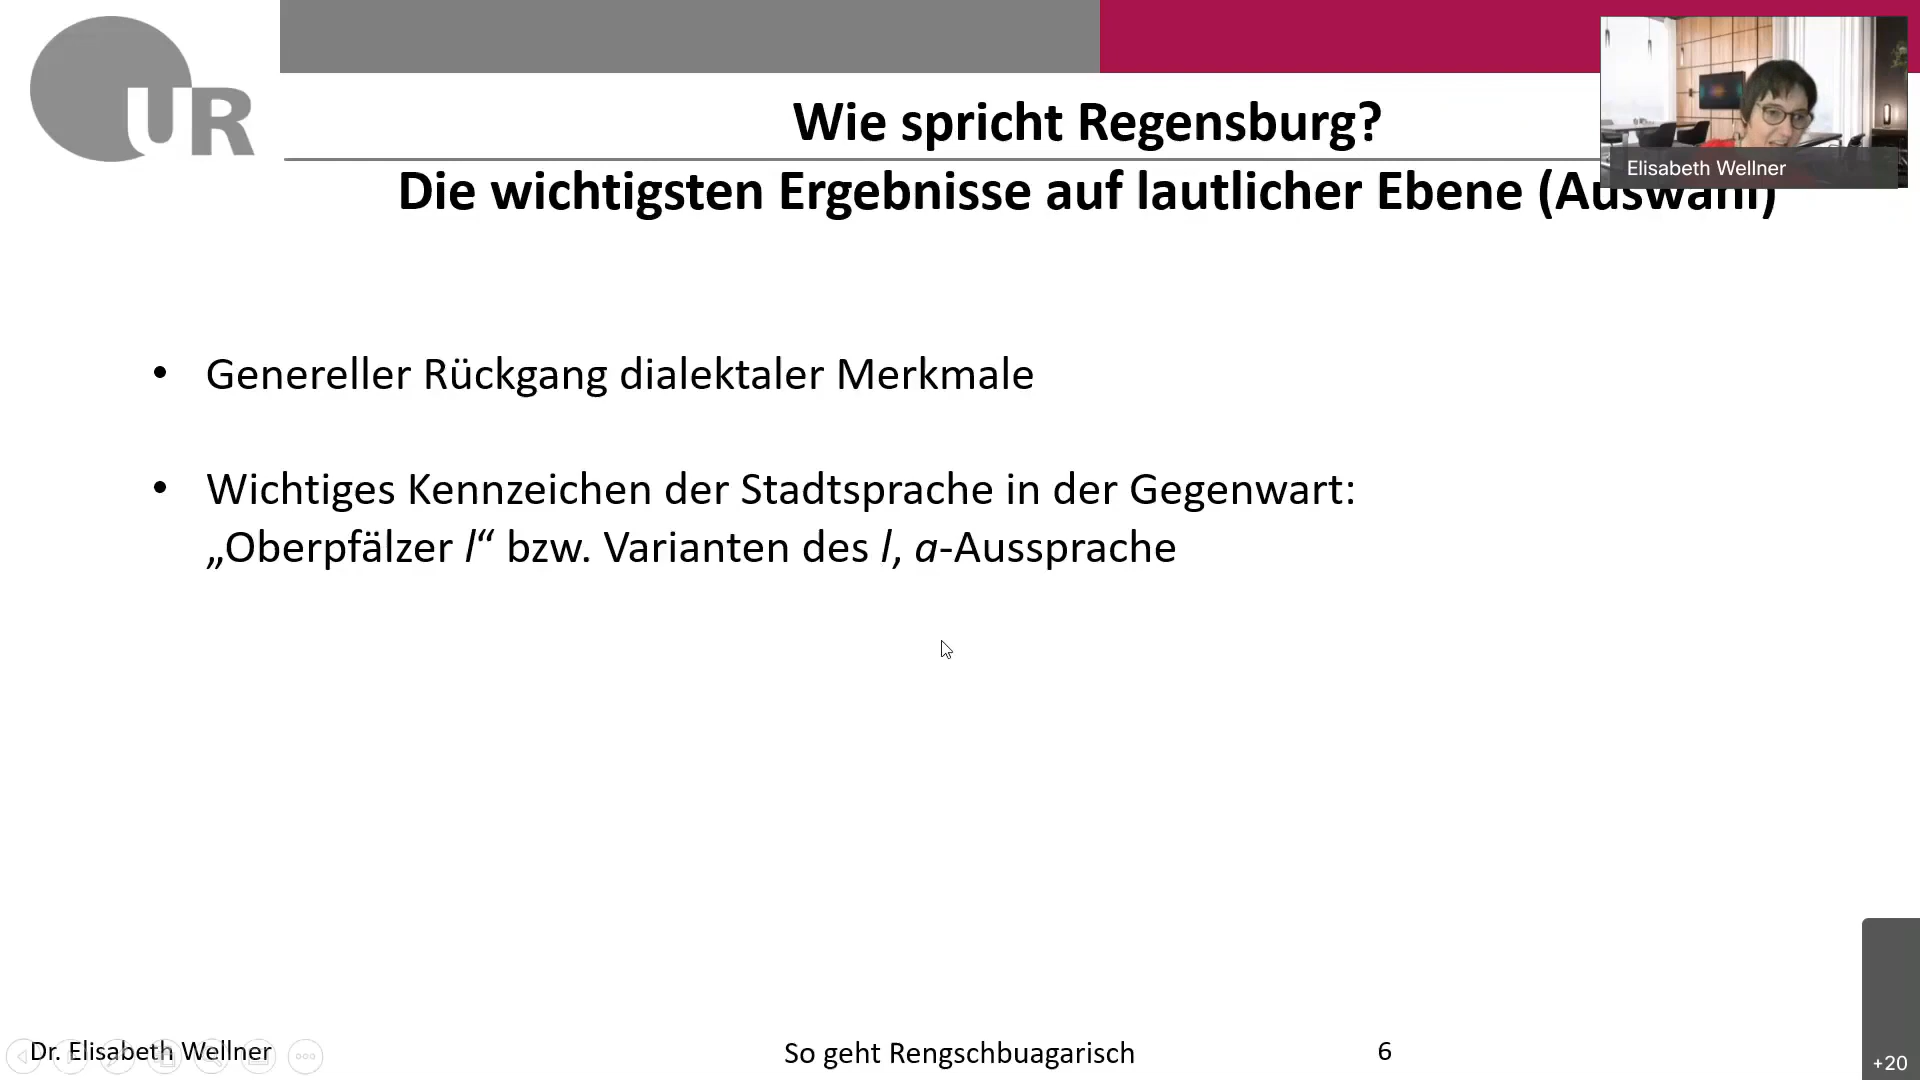 UR
Wie spricht Regensburg?
Elisabeth Wellner
Die wichtigsten Ergebnisse auf lautlicher Ebene (Auswahl)
• Genereller Rückgang dialektaler Merkmale
• Wichtiges Kennzeichen der Stadtsprache in der Gegenwart:
„Oberpfälzer l“ bzw. Varianten des l, a-Aussprache
Dr. Elisabeth Wellner
So geht Rengschbuagarisch
6
+20